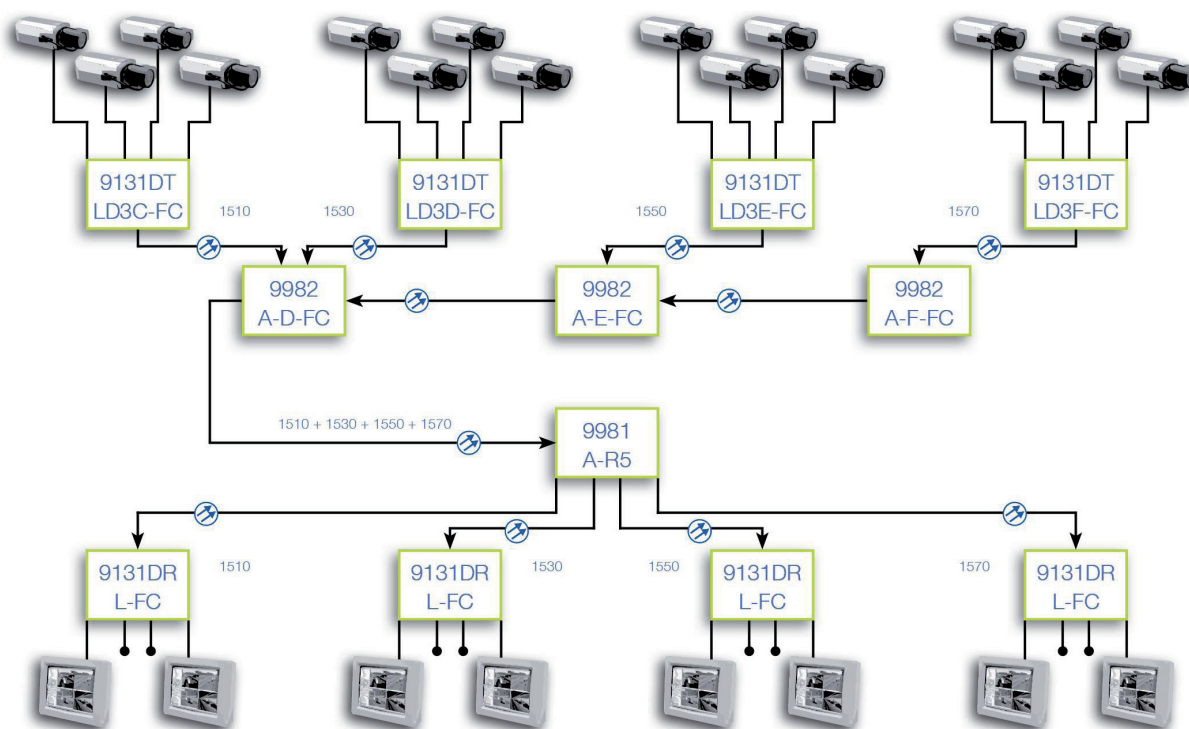 9131DT
LD3C-FC
1510
1530
9131DT
LD3D-FC
1550
9131DT
LD3E-FC
1570
9131DT
LD3F-FC
9982
A-D-FC
9982
A-E-FC
9982
A-F-FC
1510 + 1530 + 1550 + 1570
9981
A-R5
9131DR
L-FC
1510
9131DR
L-FC
1530
1550
9131DR
L-FC
1570
9131DR
L-FC